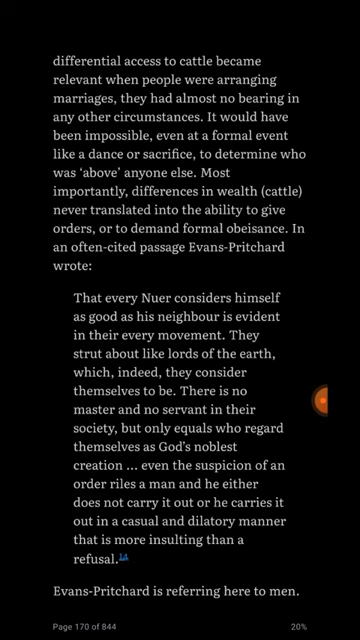 differential access to cattle became
relevant when people were arranging
marriages, they had almost no bearing in
any other circumstances. It would have
been impossible, even at a formal event
like a dance or sacrifice, to determine who
was ‘above’ anyone else. Most
importantly, differences in wealth (cattle)
never translated into the ability to give
orders, or to demand formal obeisance. In
an often-cited passage Evans-Pritchard
wrote:
That every Nuer considers himself
as good as his neighbour is evident
in their every movement. They
strut about like lords of the earth,
which, indeed, they consider
themselves to be. There is no
master and no servant in their
society, but only equals who regard
themselves as God’s noblest
creation … even the suspicion of an
order riles a man and he either
does not carry it out or he carries it
out in a casual and dilatory manner
that is more insulting than a
refusal.14
Evans-Pritchard is referring here to men.
Page 170 of 844
20%